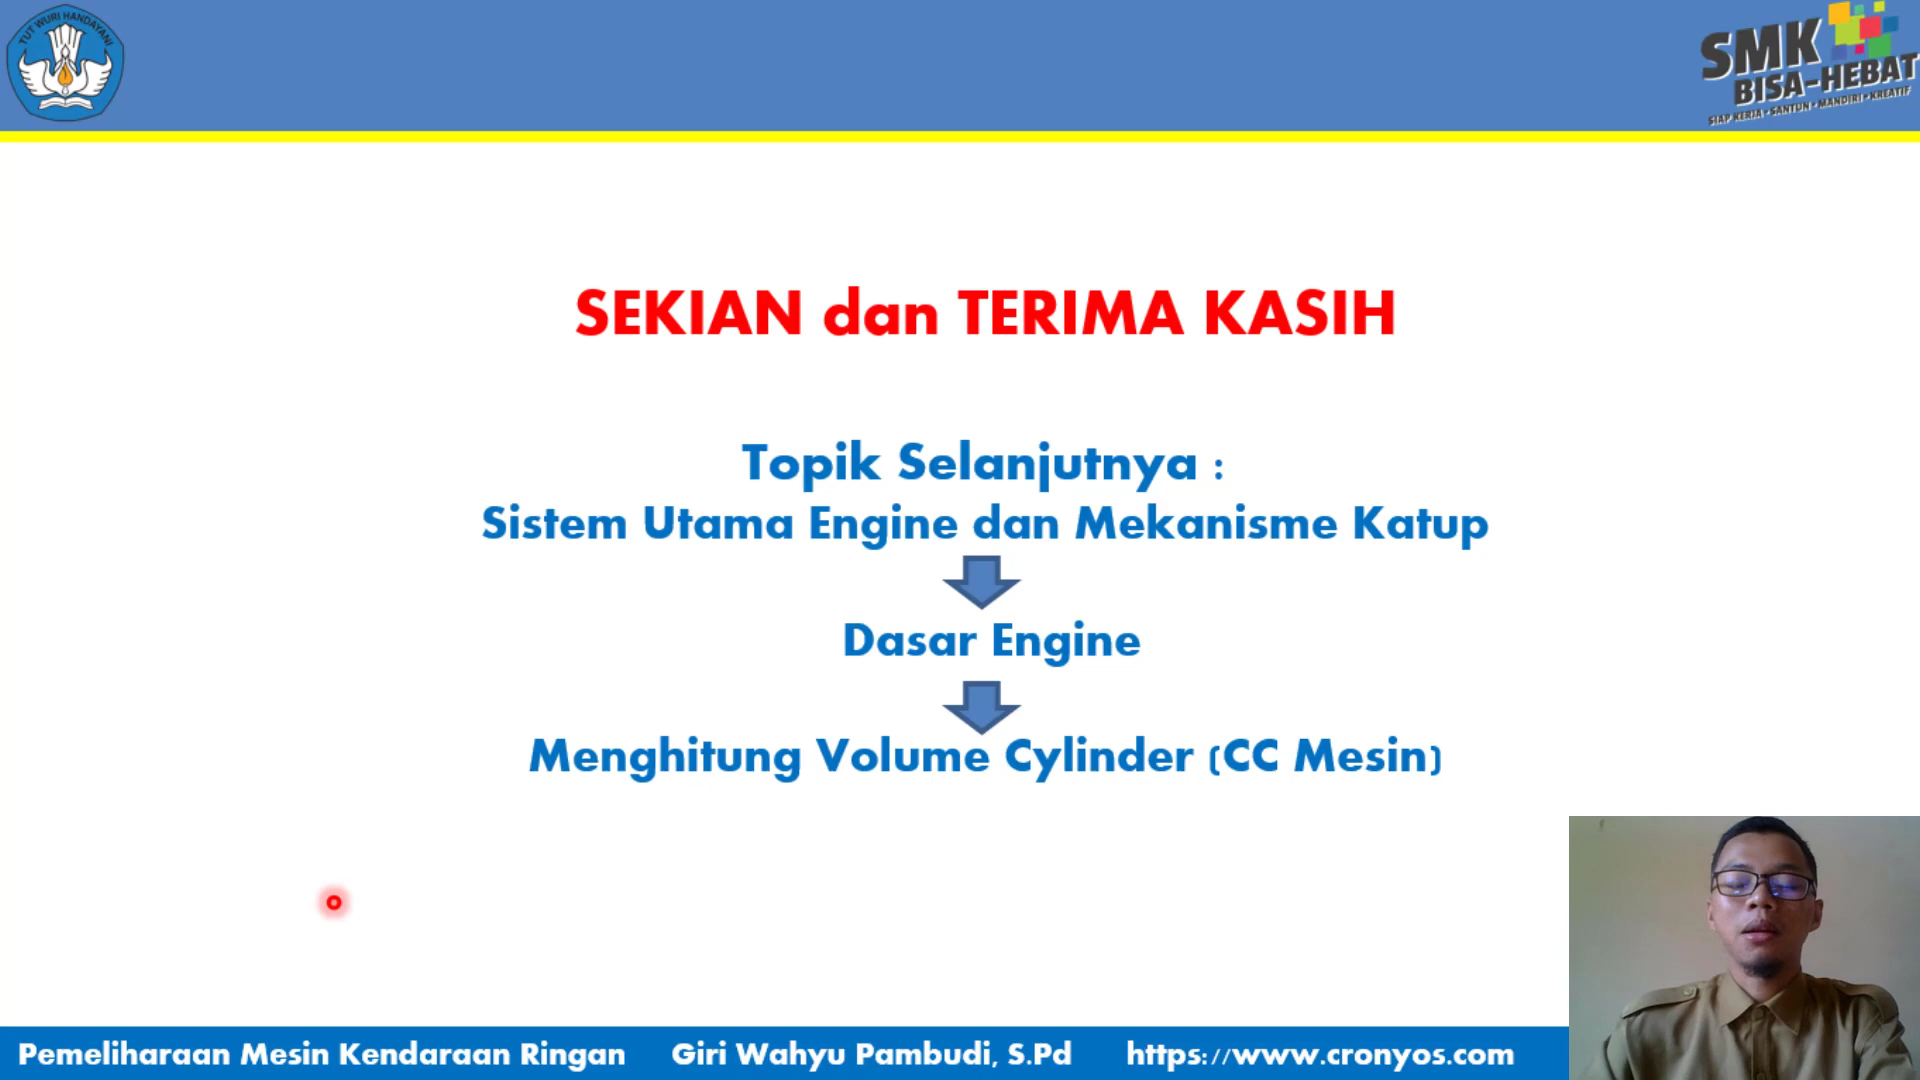 TUT WURI HANDAYANI
SMK
BISA-HEBAT
SIAP KERJA • SANTUN • MANDIRI • KREATIF
SEKIAN dan TERIMA KASIH
Topik Selanjutnya :
Sistem Utama Engine dan Mekanisme Katup
Dasar Engine
Menghitung Volume Cylinder (CC Mesin)
Pemeliharaan Mesin Kendaraan Ringan Giri Wahyu Pambudi, S.Pd https://www.cronyos.com